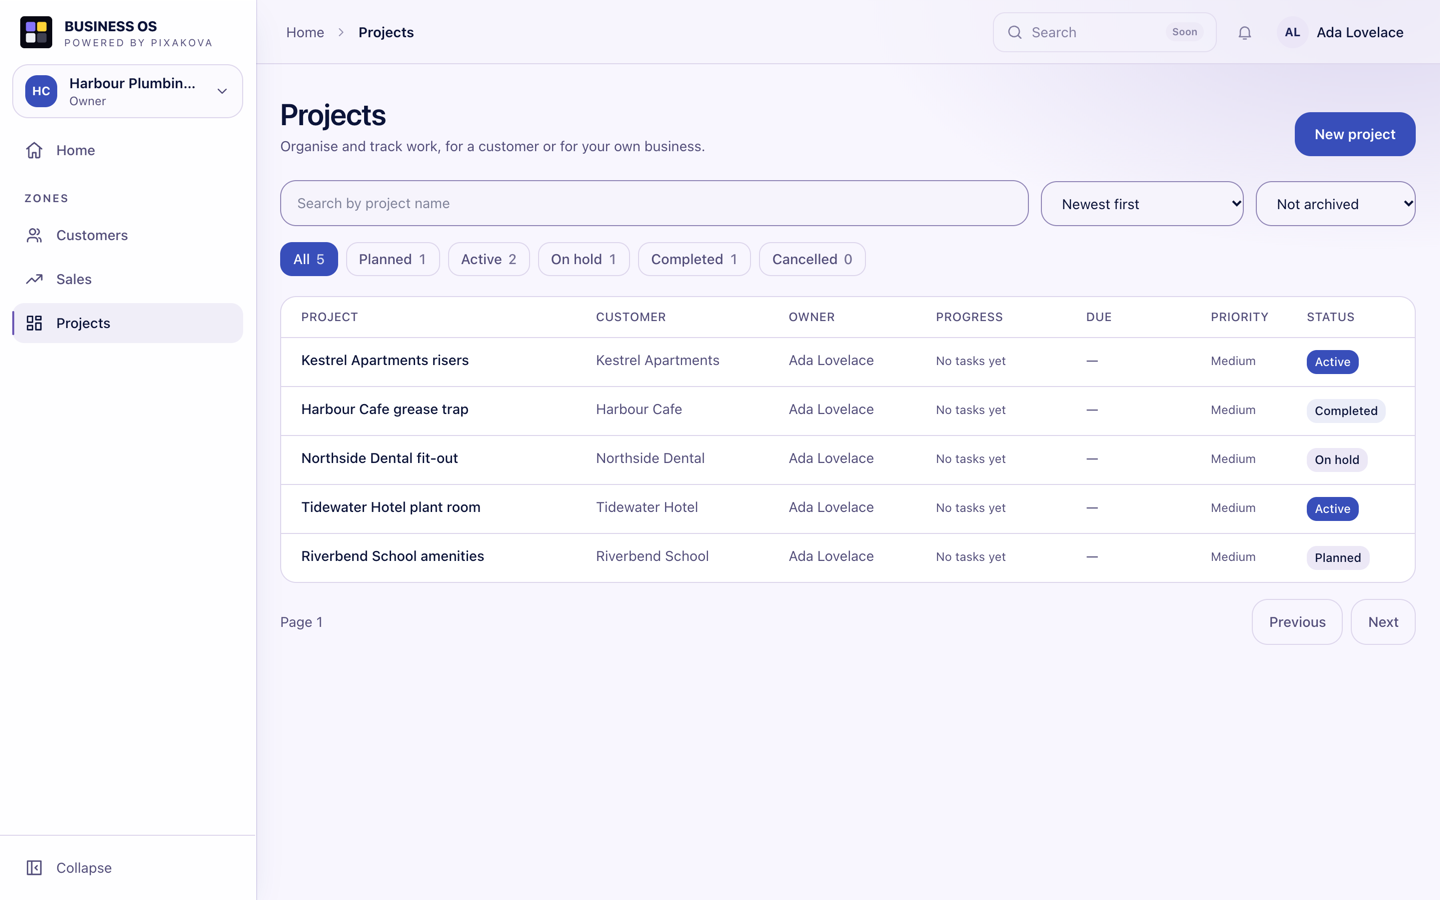 BUSINESS OS
POWERED BY PIXAKOVA
HC Harbour Plumbin...
Owner
Home
ZONES
Customers
Sales
Projects
Collapse
Home > Projects
Search Soon
AL Ada Lovelace
Projects
Organise and track work, for a customer or for your own business.
New project
Search by project name
Newest first
Not archived
All 5 Planned 1 Active 2 On hold 1 Completed 1 Cancelled 0
PROJECT CUSTOMER OWNER PROGRESS DUE PRIORITY STATUS
Kestrel Apartments risers Kestrel Apartments Ada Lovelace No tasks yet — Medium Active
Harbour Cafe grease trap Harbour Cafe Ada Lovelace No tasks yet — Medium Completed
Northside Dental fit-out Northside Dental Ada Lovelace No tasks yet — Medium On hold
Tidewater Hotel plant room Tidewater Hotel Ada Lovelace No tasks yet — Medium Active
Riverbend School amenities Riverbend School Ada Lovelace No tasks yet — Medium Planned
Page 1
Previous Next